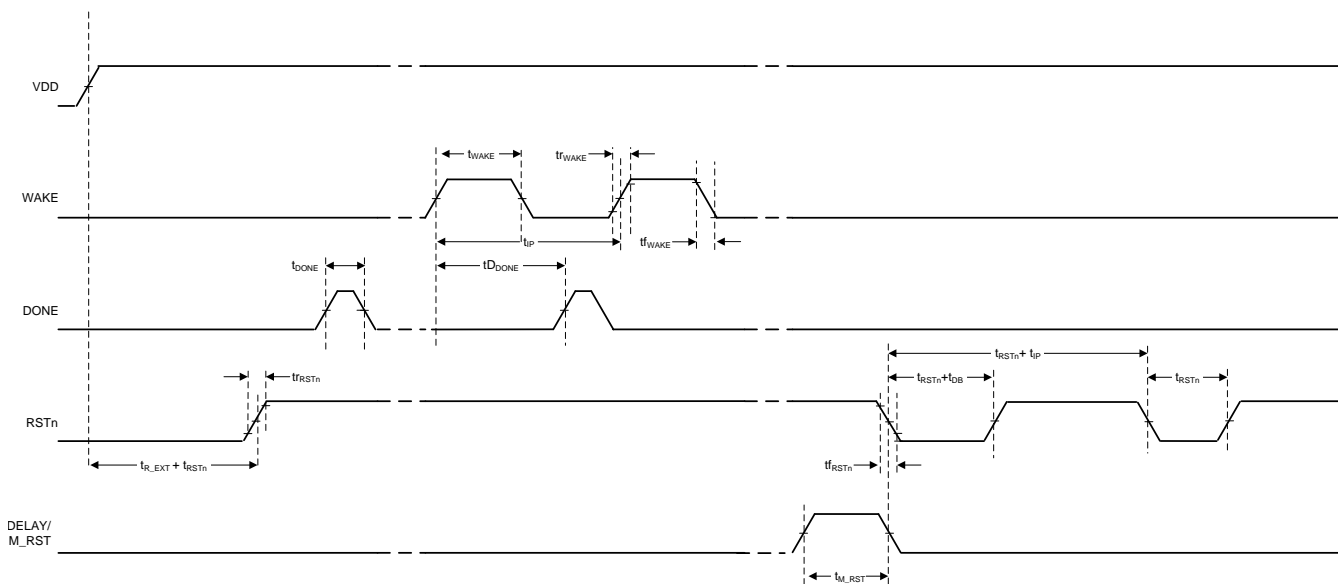 VDD
WAKE
tWAKE
trWAKE
tIP
tfWAKE
tDONE
tDDONE
DONE
trRSTn
tRSTn+ tIP
tRSTn+tDB
tRSTn
RSTn
tR_EXT + tRSTn
tfRSTn
DELAY/
M_RST
tM_RST